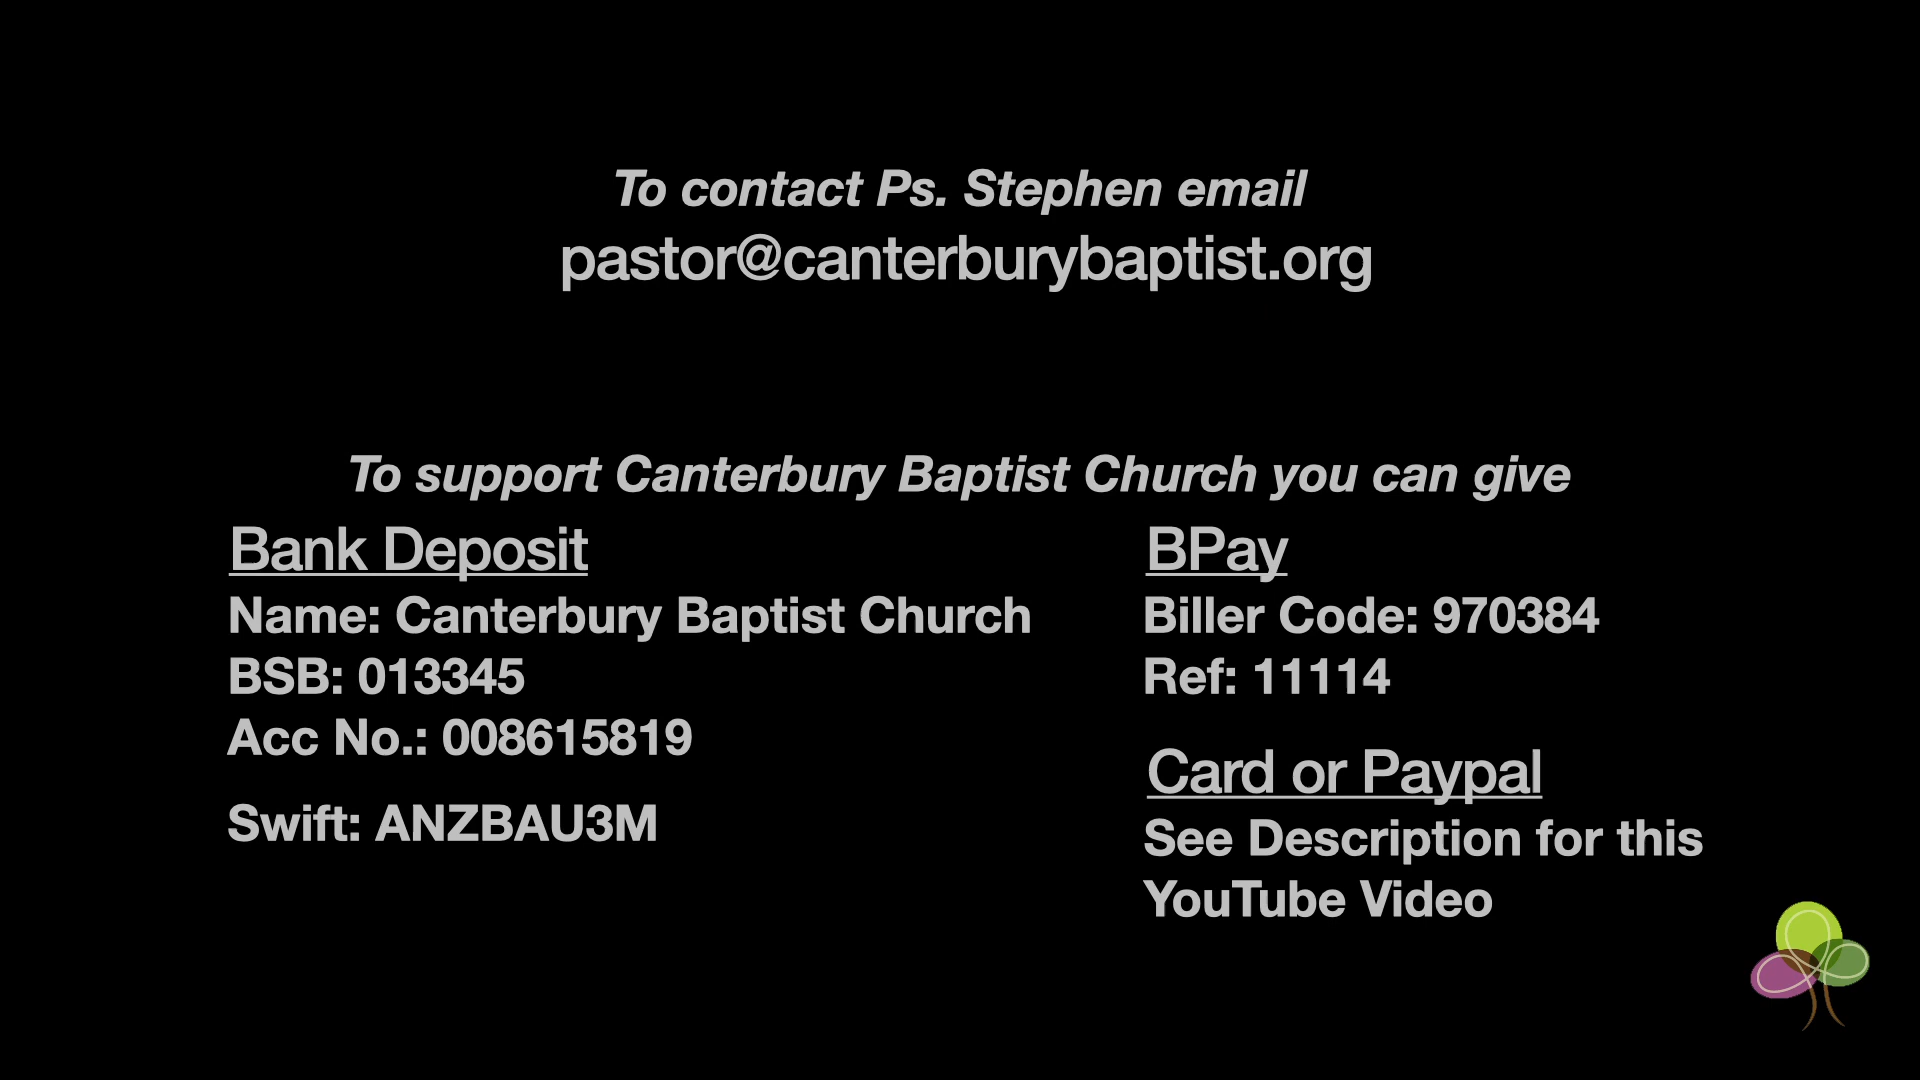 To contact Ps. Stephen email
pastor@canterburybaptist.org
To support Canterbury Baptist Church you can give
Bank Deposit
Name: Canterbury Baptist Church
BSB: 013345
Acc No.: 008615819
Swift: ANZBAU3M
BPay
Biller Code: 970384
Ref: 11114
Card or Paypal
See Description for this
YouTube Video